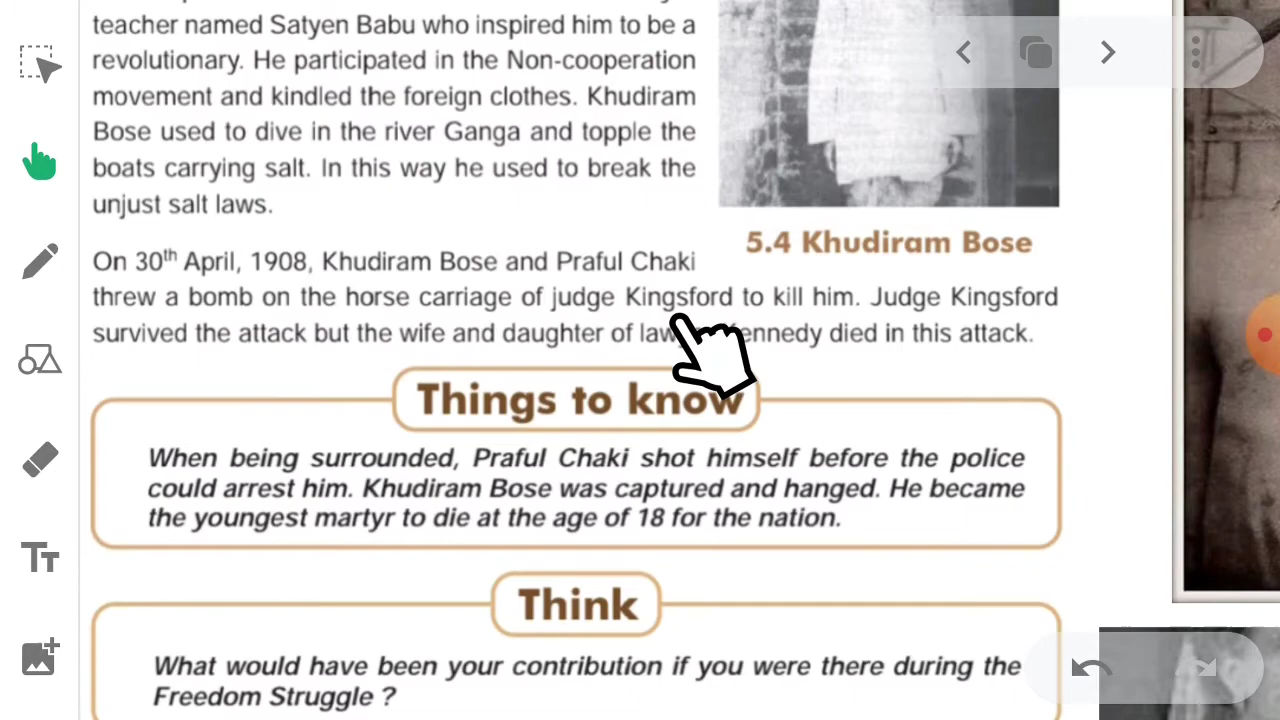 teacher named Satyen Babu who inspired him to be a
revolutionary. He participated in the Non-cooperation
movement and kindled the foreign clothes. Khudiram
Bose used to dive in the river Ganga and topple the
boats carrying salt. In this way he used to break the
unjust salt laws.
5.4 Khudiram Bose
On 30th April, 1908, Khudiram Bose and Praful Chaki
threw a bomb on the horse carriage of judge Kingsford to kill him. Judge Kingsford
survived the attack but the wife and daughter of died in this attack.
Things to know
When being surrounded, Praful Chaki shot himself before the police
could arrest him. Khudiram Bose was captured and hanged. He became
the youngest martyr to die at the age of 18 for the nation.
Think
What would have been your contribution if you were there during the
Freedom Struggle ?
TT